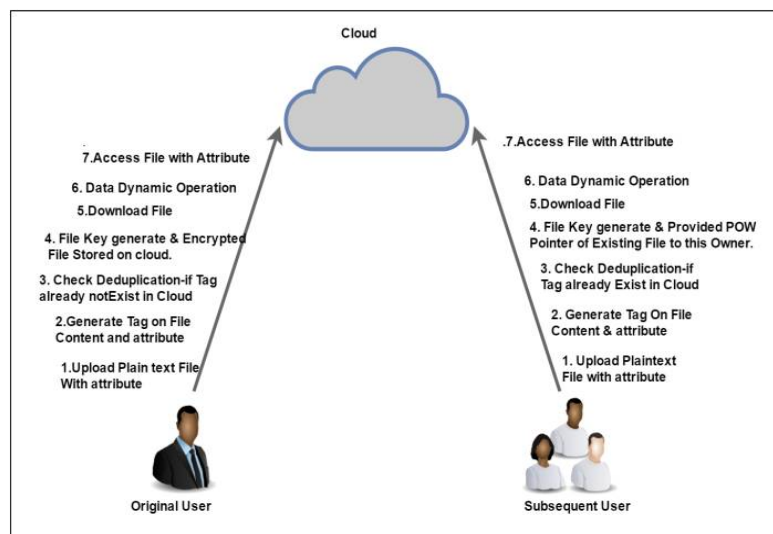 Cloud
.
7.Access File with Attribute
6. Data Dynamic Operation
5.Download File
4. File Key generate & Encrypted
File Stored on cloud.
3. Check Deduplication-if Tag
already notExist in Cloud
2.Generate Tag on File
Content and attribute
1.Upload Plain text File
With attribute
Original User
.7.Access File with Attribute
6. Data Dynamic Operation
5.Download File
4. File Key generate & Provided POW
Pointer of Existing File to this Owner.
3. Check Deduplication-if
Tag already Exist in Cloud
2. Generate Tag On File
Content & attribute
1. Upload Plaintext
File with attribute
Subsequent User